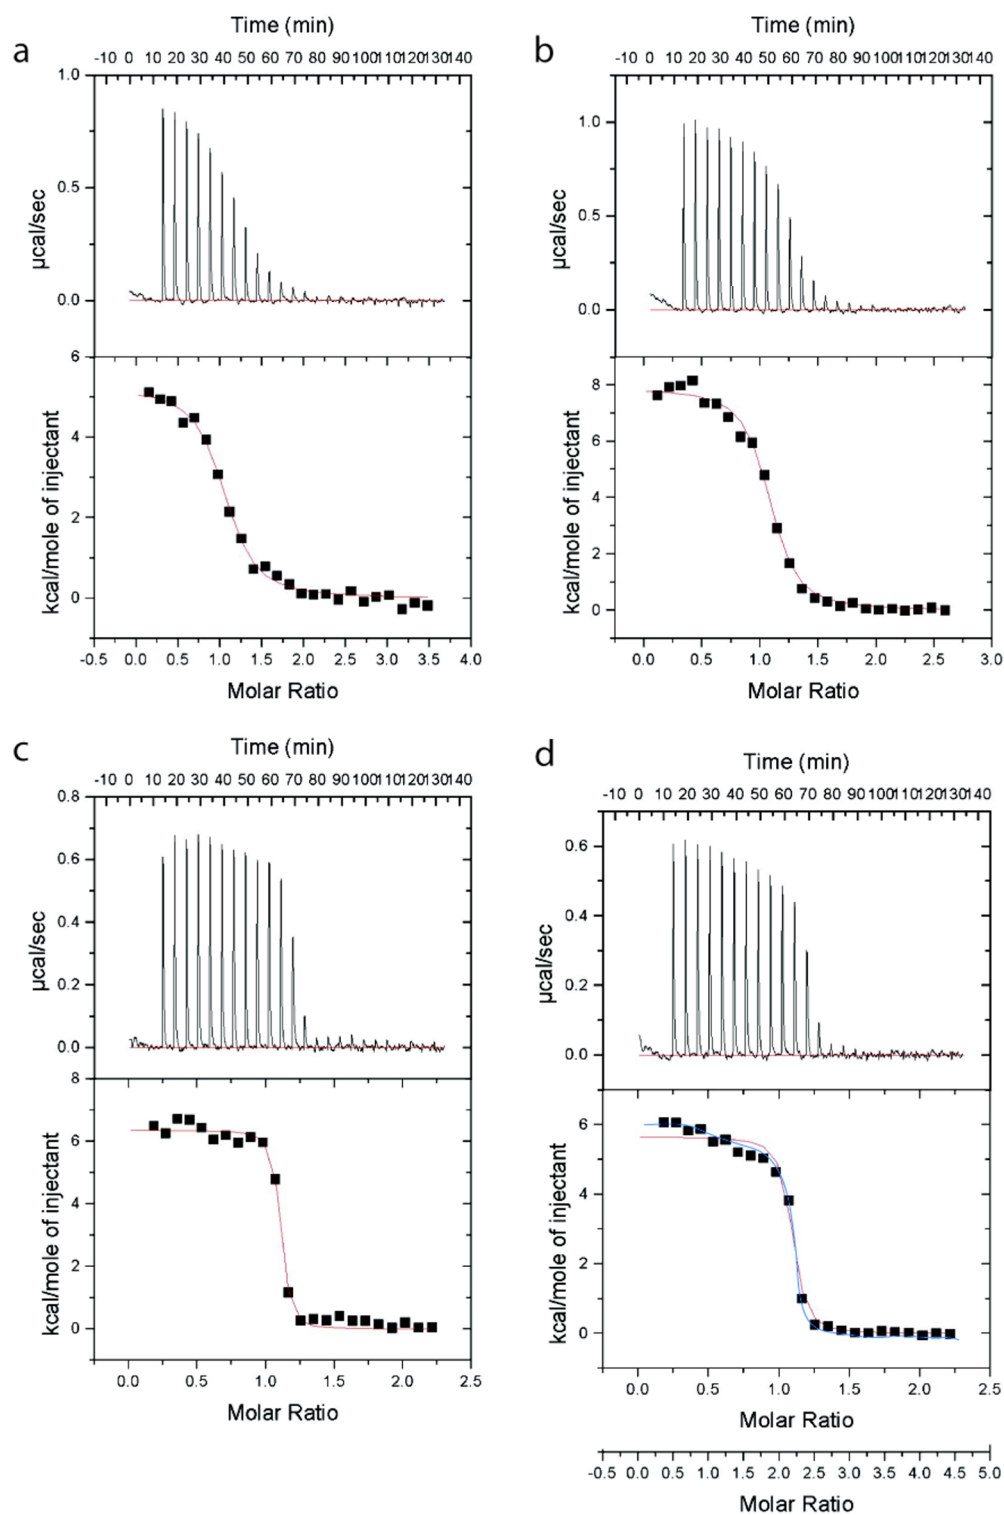 a
Time (min)
-10 0 10 20 30 40 50 60 70 80 90 100 110 120 130 140
1.0
0.5
0.0
µcal/sec
6
4
2
0
kcal/mole of injectant
-0.5 0.0 0.5 1.0 1.5 2.0 2.5 3.0 3.5 4.0
Molar Ratio
b
Time (min)
-10 0 10 20 30 40 50 60 70 80 90 100 110 120 130 140
1.0
0.5
0.0
µcal/sec
8
6
4
2
0
kcal/mole of injectant
0.0 0.5 1.0 1.5 2.0 2.5 3.0
Molar Ratio
c
Time (min)
-10 0 10 20 30 40 50 60 70 80 90 100 110 120 130 140
0.8
0.6
0.4
0.2
0.0
µcal/sec
8
6
4
2
0
kcal/mole of injectant
0.0 0.5 1.0 1.5 2.0 2.5
Molar Ratio
d
Time (min)
-10 0 10 20 30 40 50 60 70 80 90 100 110 120 130 140
0.6
0.4
0.2
0.0
µcal/sec
6
4
2
0
kcal/mole of injectant
0.0 0.5 1.0 1.5 2.0 2.5
Molar Ratio
-0.5 0.0 0.5 1.0 1.5 2.0 2.5 3.0 3.5 4.0 4.5 5.0
Molar Ratio